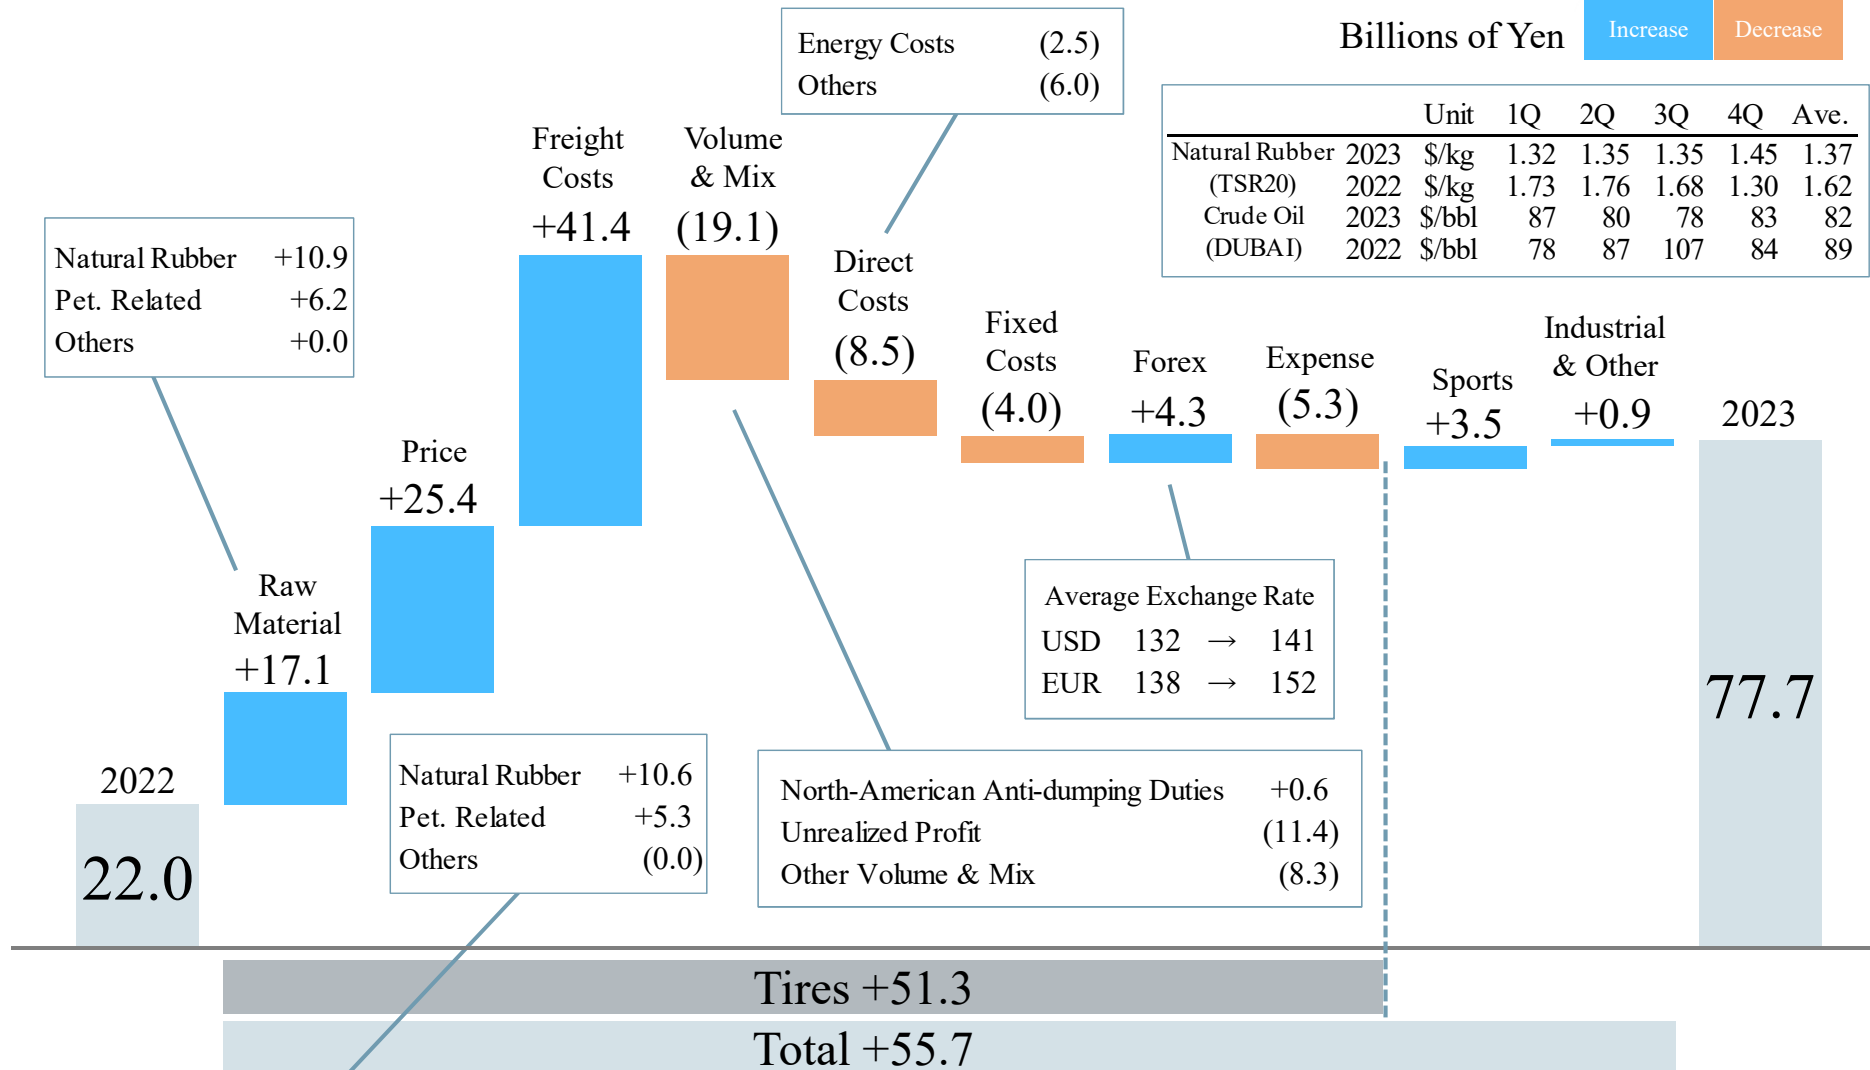 Billions of Yen
Increase Decrease
Energy Costs (2.5)
Others (6.0)
Unit 1Q 2Q 3Q 4Q Ave.
Natural Rubber 2023 $/kg 1.32 1.35 1.35 1.45 1.37
(TSR20) 2022 $/kg 1.73 1.76 1.68 1.30 1.62
Crude Oil 2023 $/bbl 87 80 78 83 82
(DUBAI) 2022 $/bbl 78 87 107 84 89
Natural Rubber +10.9
Pet. Related +6.2
Others +0.0
2022
22.0
Raw
Material
+17.1
Price
+25.4
Freight
Costs
+41.4
Volume
& Mix
(19.1)
Direct
Costs
(8.5)
Fixed
Costs
(4.0)
Forex
+4.3
Expense
(5.3)
Sports
+3.5
Industrial
& Other
+0.9
2023
77.7
Average Exchange Rate
USD 132 → 141
EUR 138 → 152
Natural Rubber +10.6
Pet. Related +5.3
Others (0.0)
North-American Anti-dumping Duties +0.6
Unrealized Profit (11.4)
Other Volume & Mix (8.3)
Tires +51.3
Total +55.7